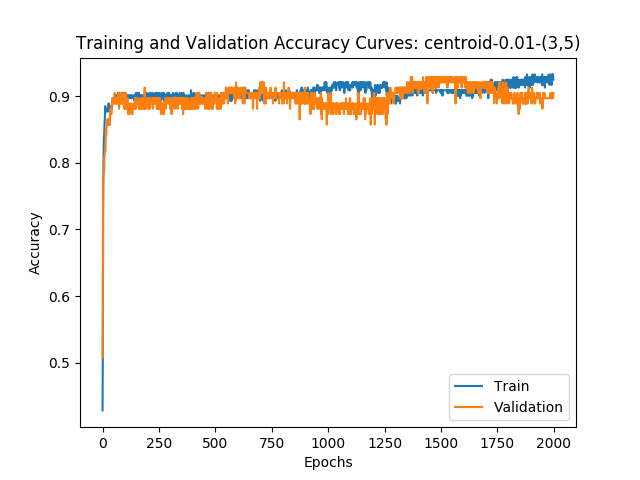 Training and Validation Accuracy Curves: centroid-0.01-(3,5)
Accuracy
0.9
0.8
0.7
0.6
0.5
Train
Validation
0 250 500 750 1000 1250 1500 1750 2000
Epochs